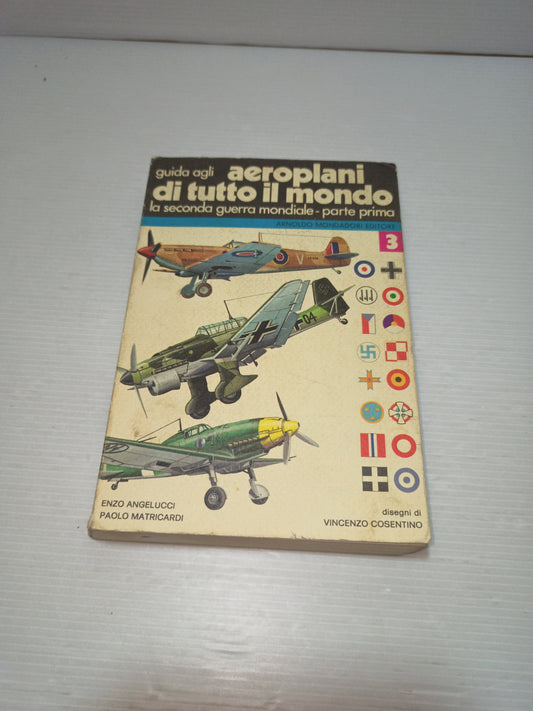 guida agli aeroplani
di tutto il mondo
la seconda guerra mondiale - parte prima
ARNOLDO MONDADORI EDITORE
3
V
04
ENZO ANGELUCCI
PAOLO MATRICARDI
disegni di
VINCENZO COSENTINO